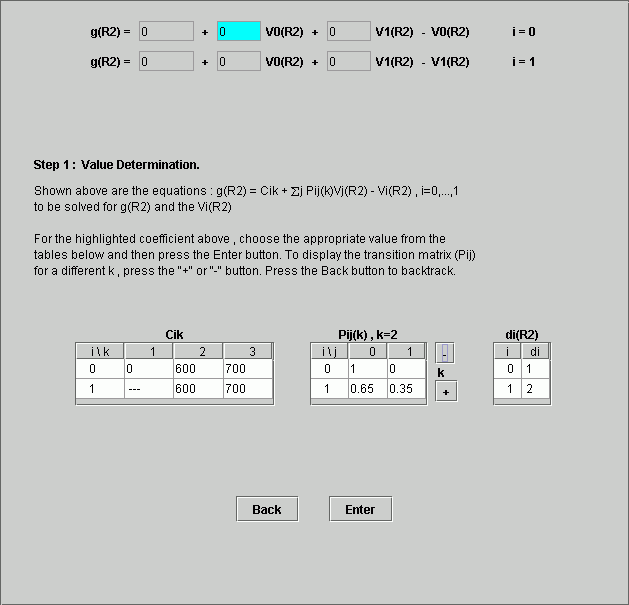 g(R2) = 0 + 0 V0(R2) + 0 V1(R2) - V0(R2) i = 0
g(R2) = 0 + 0 V0(R2) + 0 V1(R2) - V1(R2) i = 1
Step 1 : Value Determination.
Shown above are the equations : g(R2) = Cik + Σj Pij(k)Vj(R2) - Vi(R2) , i=0,...,1
to be solved for g(R2) and the Vi(R2)
For the highlighted coefficient above , choose the appropriate value from the
tables below and then press the Enter button. To display the transition matrix (Pij)
for a different k , press the "+" or "-" button. Press the Back button to backtrack.
Cik Pij(k) , k=2 di(R2)
i \ k 1 2 3 i \ j 0 1 - i di
0 0 600 700 0 1 0 k 0 1
1 --- 600 700 1 0.65 0.35 + 1 2
Back Enter